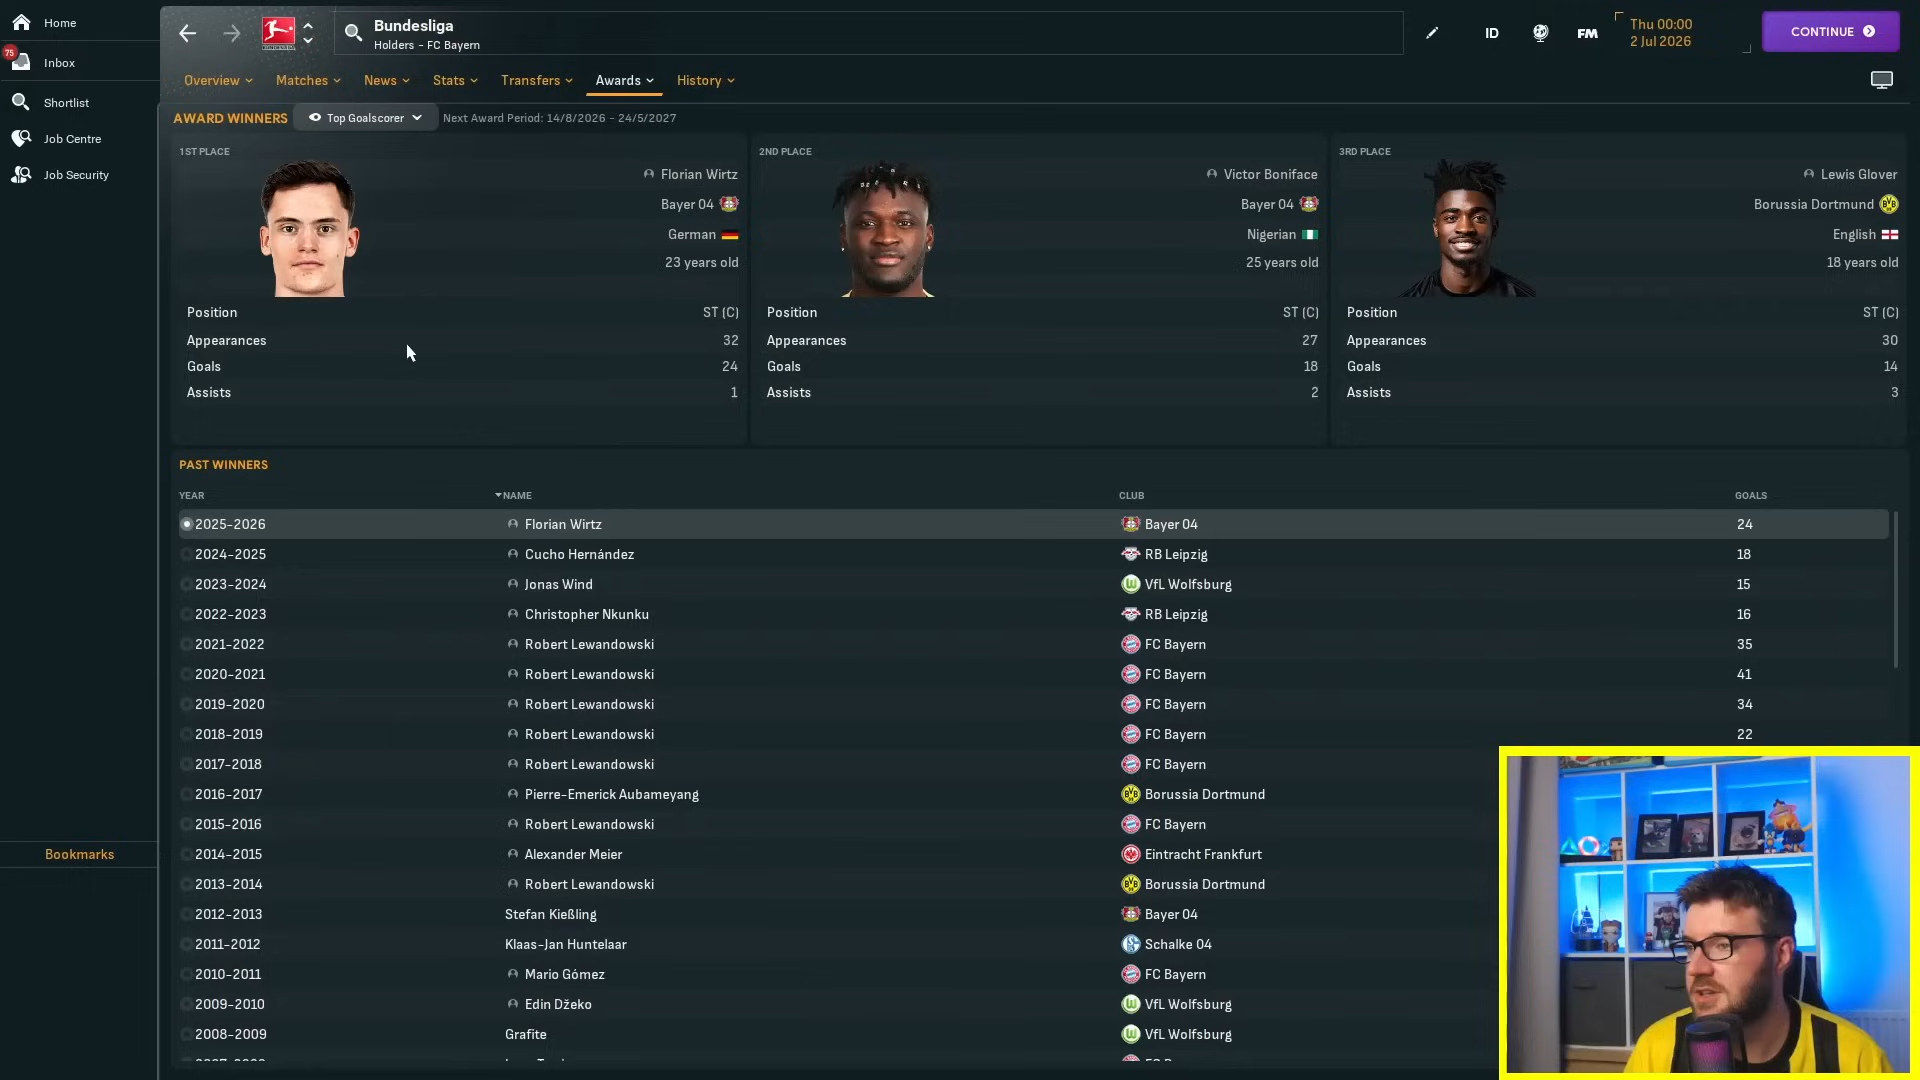 Home
75
Inbox
Shortlist
Job Centre
Job Security
Bookmarks
Bundesliga
Holders - FC Bayern
ID
FM
Thu 00:00
2 Jul 2026
CONTINUE
Overview Matches News Stats Transfers Awards History
AWARD WINNERS Top Goalscorer Next Award Period: 14/8/2026 - 24/5/2027
1ST PLACE
Florian Wirtz
Bayer 04
German
23 years old
Position ST (C)
Appearances 32
Goals 24
Assists 1
2ND PLACE
Victor Boniface
Bayer 04
Nigerian
25 years old
Position ST (C)
Appearances 27
Goals 18
Assists 2
3RD PLACE
Lewis Glover
Borussia Dortmund
English
18 years old
Position ST (C)
Appearances 30
Goals 14
Assists 3
PAST WINNERS
YEAR NAME CLUB GOALS
2025-2026 Florian Wirtz Bayer 04 24
2024-2025 Cucho Hernández RB Leipzig 18
2023-2024 Jonas Wind VfL Wolfsburg 15
2022-2023 Christopher Nkunku RB Leipzig 16
2021-2022 Robert Lewandowski FC Bayern 35
2020-2021 Robert Lewandowski FC Bayern 41
2019-2020 Robert Lewandowski FC Bayern 34
2018-2019 Robert Lewandowski FC Bayern 22
2017-2018 Robert Lewandowski FC Bayern
2016-2017 Pierre-Emerick Aubameyang Borussia Dortmund
2015-2016 Robert Lewandowski FC Bayern
2014-2015 Alexander Meier Eintracht Frankfurt
2013-2014 Robert Lewandowski Borussia Dortmund
2012-2013 Stefan Kießling Bayer 04
2011-2012 Klaas-Jan Huntelaar Schalke 04
2010-2011 Mario Gómez FC Bayern
2009-2010 Edin Džeko VfL Wolfsburg
2008-2009 Grafite VfL Wolfsburg